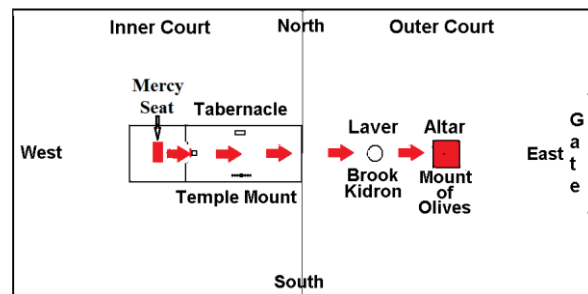 Inner Court
North
Outer Court
Mercy
Seat
Tabernacle
Laver
Altar
West
East
Gate
Brook
Kidron
Mount
of
Olives
Temple Mount
South